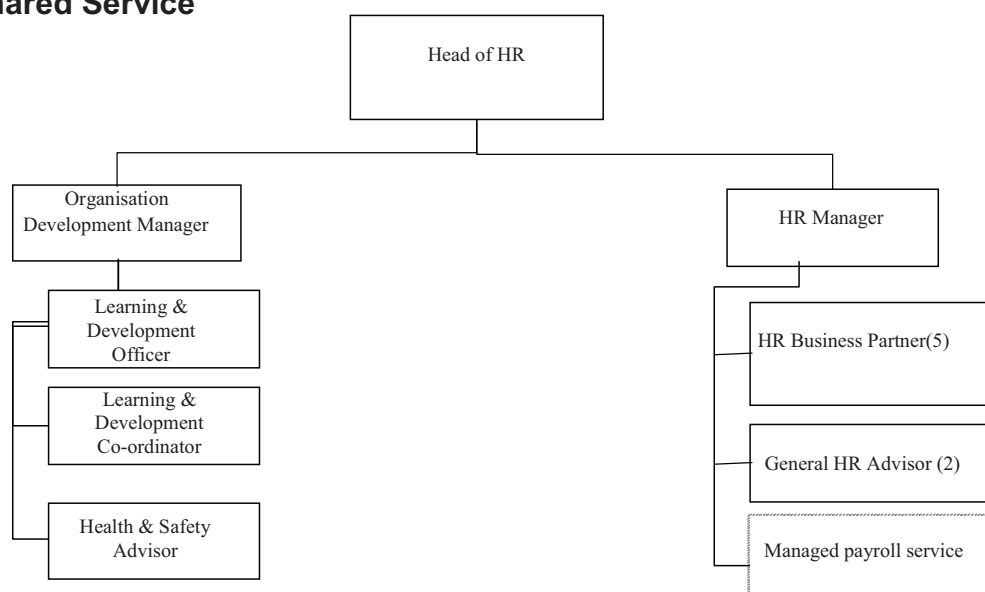 hared Service
Head of HR
Organisation
Development Manager
HR Manager
Learning &
Development
Officer
HR Business Partner(5)
Learning &
Development
Co-ordinator
General HR Advisor (2)
Health & Safety
Advisor
Managed payroll service